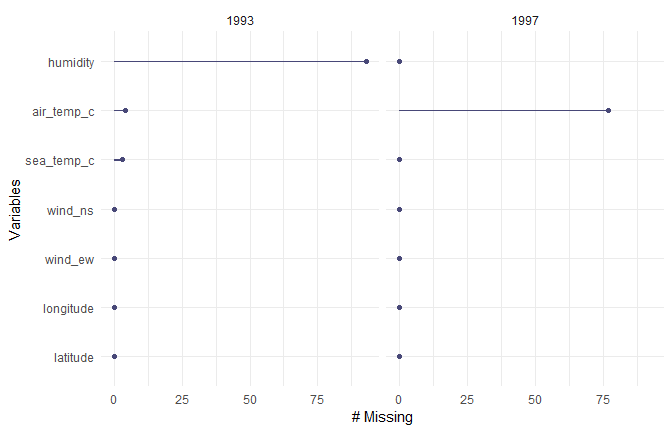 1993
1997
humidity
air_temp_c
sea_temp_c
wind_ns
wind_ew
longitude
latitude
Variables
0
25
50
75
0
25
50
75
# Missing